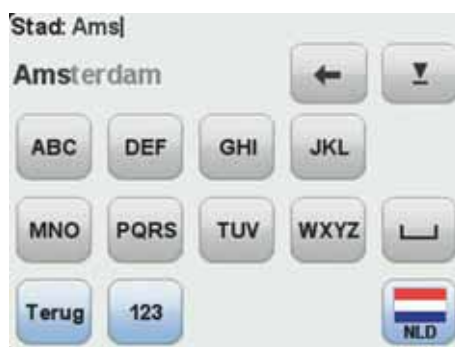 Stad: Ams
Amsterdam
ABC DEF GHI JKL
MNO PQRS TUV WXYZ
Terug 123 NLD